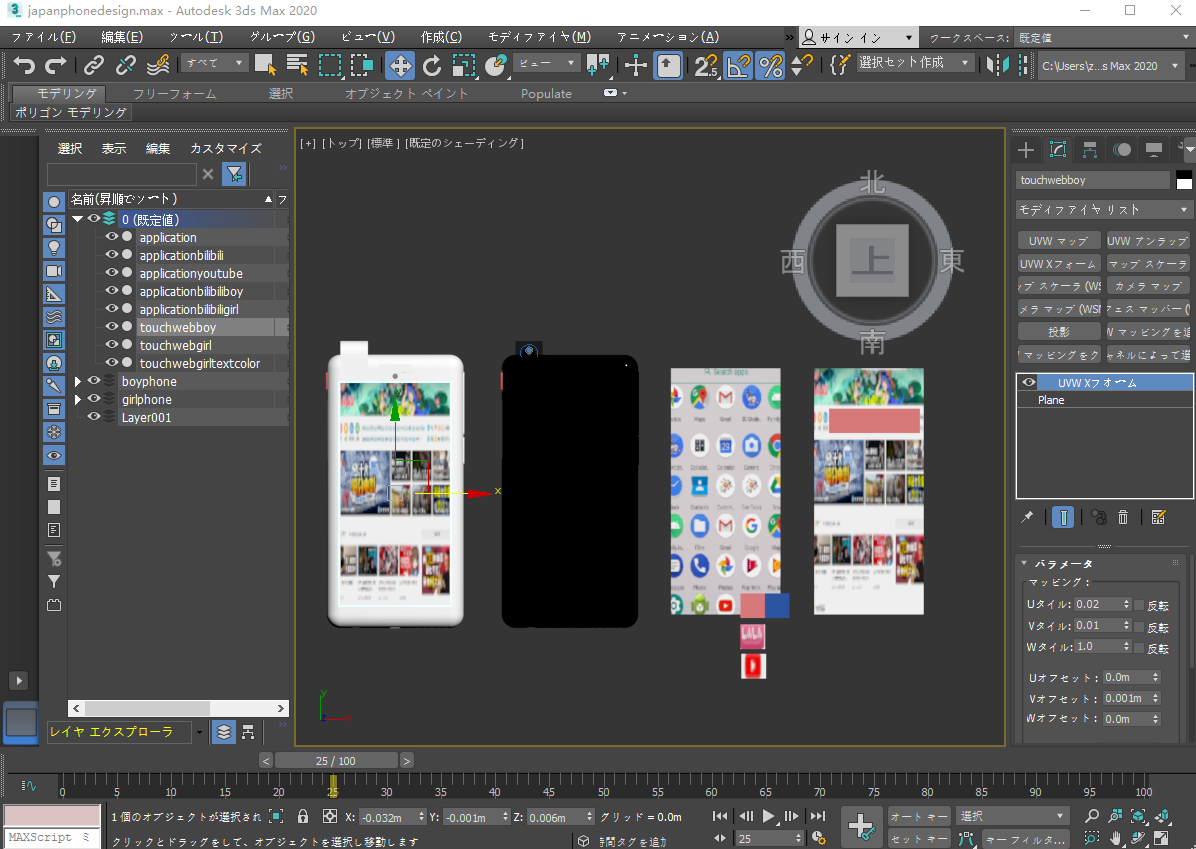 japanphonedesign.max - Autodesk 3ds Max 2020
ファイル(F) 編集(E) ツール(T) グループ(G) ビュー(V) 作成(C) モディファイヤ(M) アニメーション(A) » サイン イン ワークスペース: 既定値
すべて ビュー 選択セット作成 C:\Users\z...s Max 2020
モデリング フリーフォーム 選択 オブジェクト ペイント Populate
ポリゴン モデリング
選択 表示 編集 カスタマイズ
[+] [トップ] [標準 ] [既定のシェーディング ]
名前(昇順でソート) フ
0 (既定値)
application
applicationbilibili
applicationyoutube
applicationbilibiliboy
applicationbilibiligirl
touchwebboy
touchwebgirl
touchwebgirltextcolor
boyphone
girlphone
Layer001
北
西 上 東
南
Search apps
LALA
x
y
z
レイヤ エクスプローラ
touchwebboy
モディファイヤ リスト
UVW マップ UVW アンラップ
UVW Xフォーム マップ スケーラ
ップ スケーラ (WS カメラ マップ
メラ マップ (WSM フェス マッパー (
投影 W マッピングを追
マッピングをク ャネルによって選
UVW Xフォーム
Plane
パラメータ
マッピング :
Uタイル: 0.02 反転
Vタイル: 0.01 反転
Wタイル: 1.0 反転
Uオフセット : 0.0m
Vオフセット : 0.001m
Wオフセット : 0.0m
< 25 / 100 >
0 5 10 15 20 25 30 35 40 45 50 55 60 65 70 75 80 85 90 95 100
1 個のオブジェクトが選択され X: -0.032m Y: -0.001m Z: 0.006m グリッド = 0.0m オート キー 選択
MAXScript ミ クリックとドラッグをして、オブジェクトを選択し移動します 時間タグを追加 25 セット キー キー フィルタ...